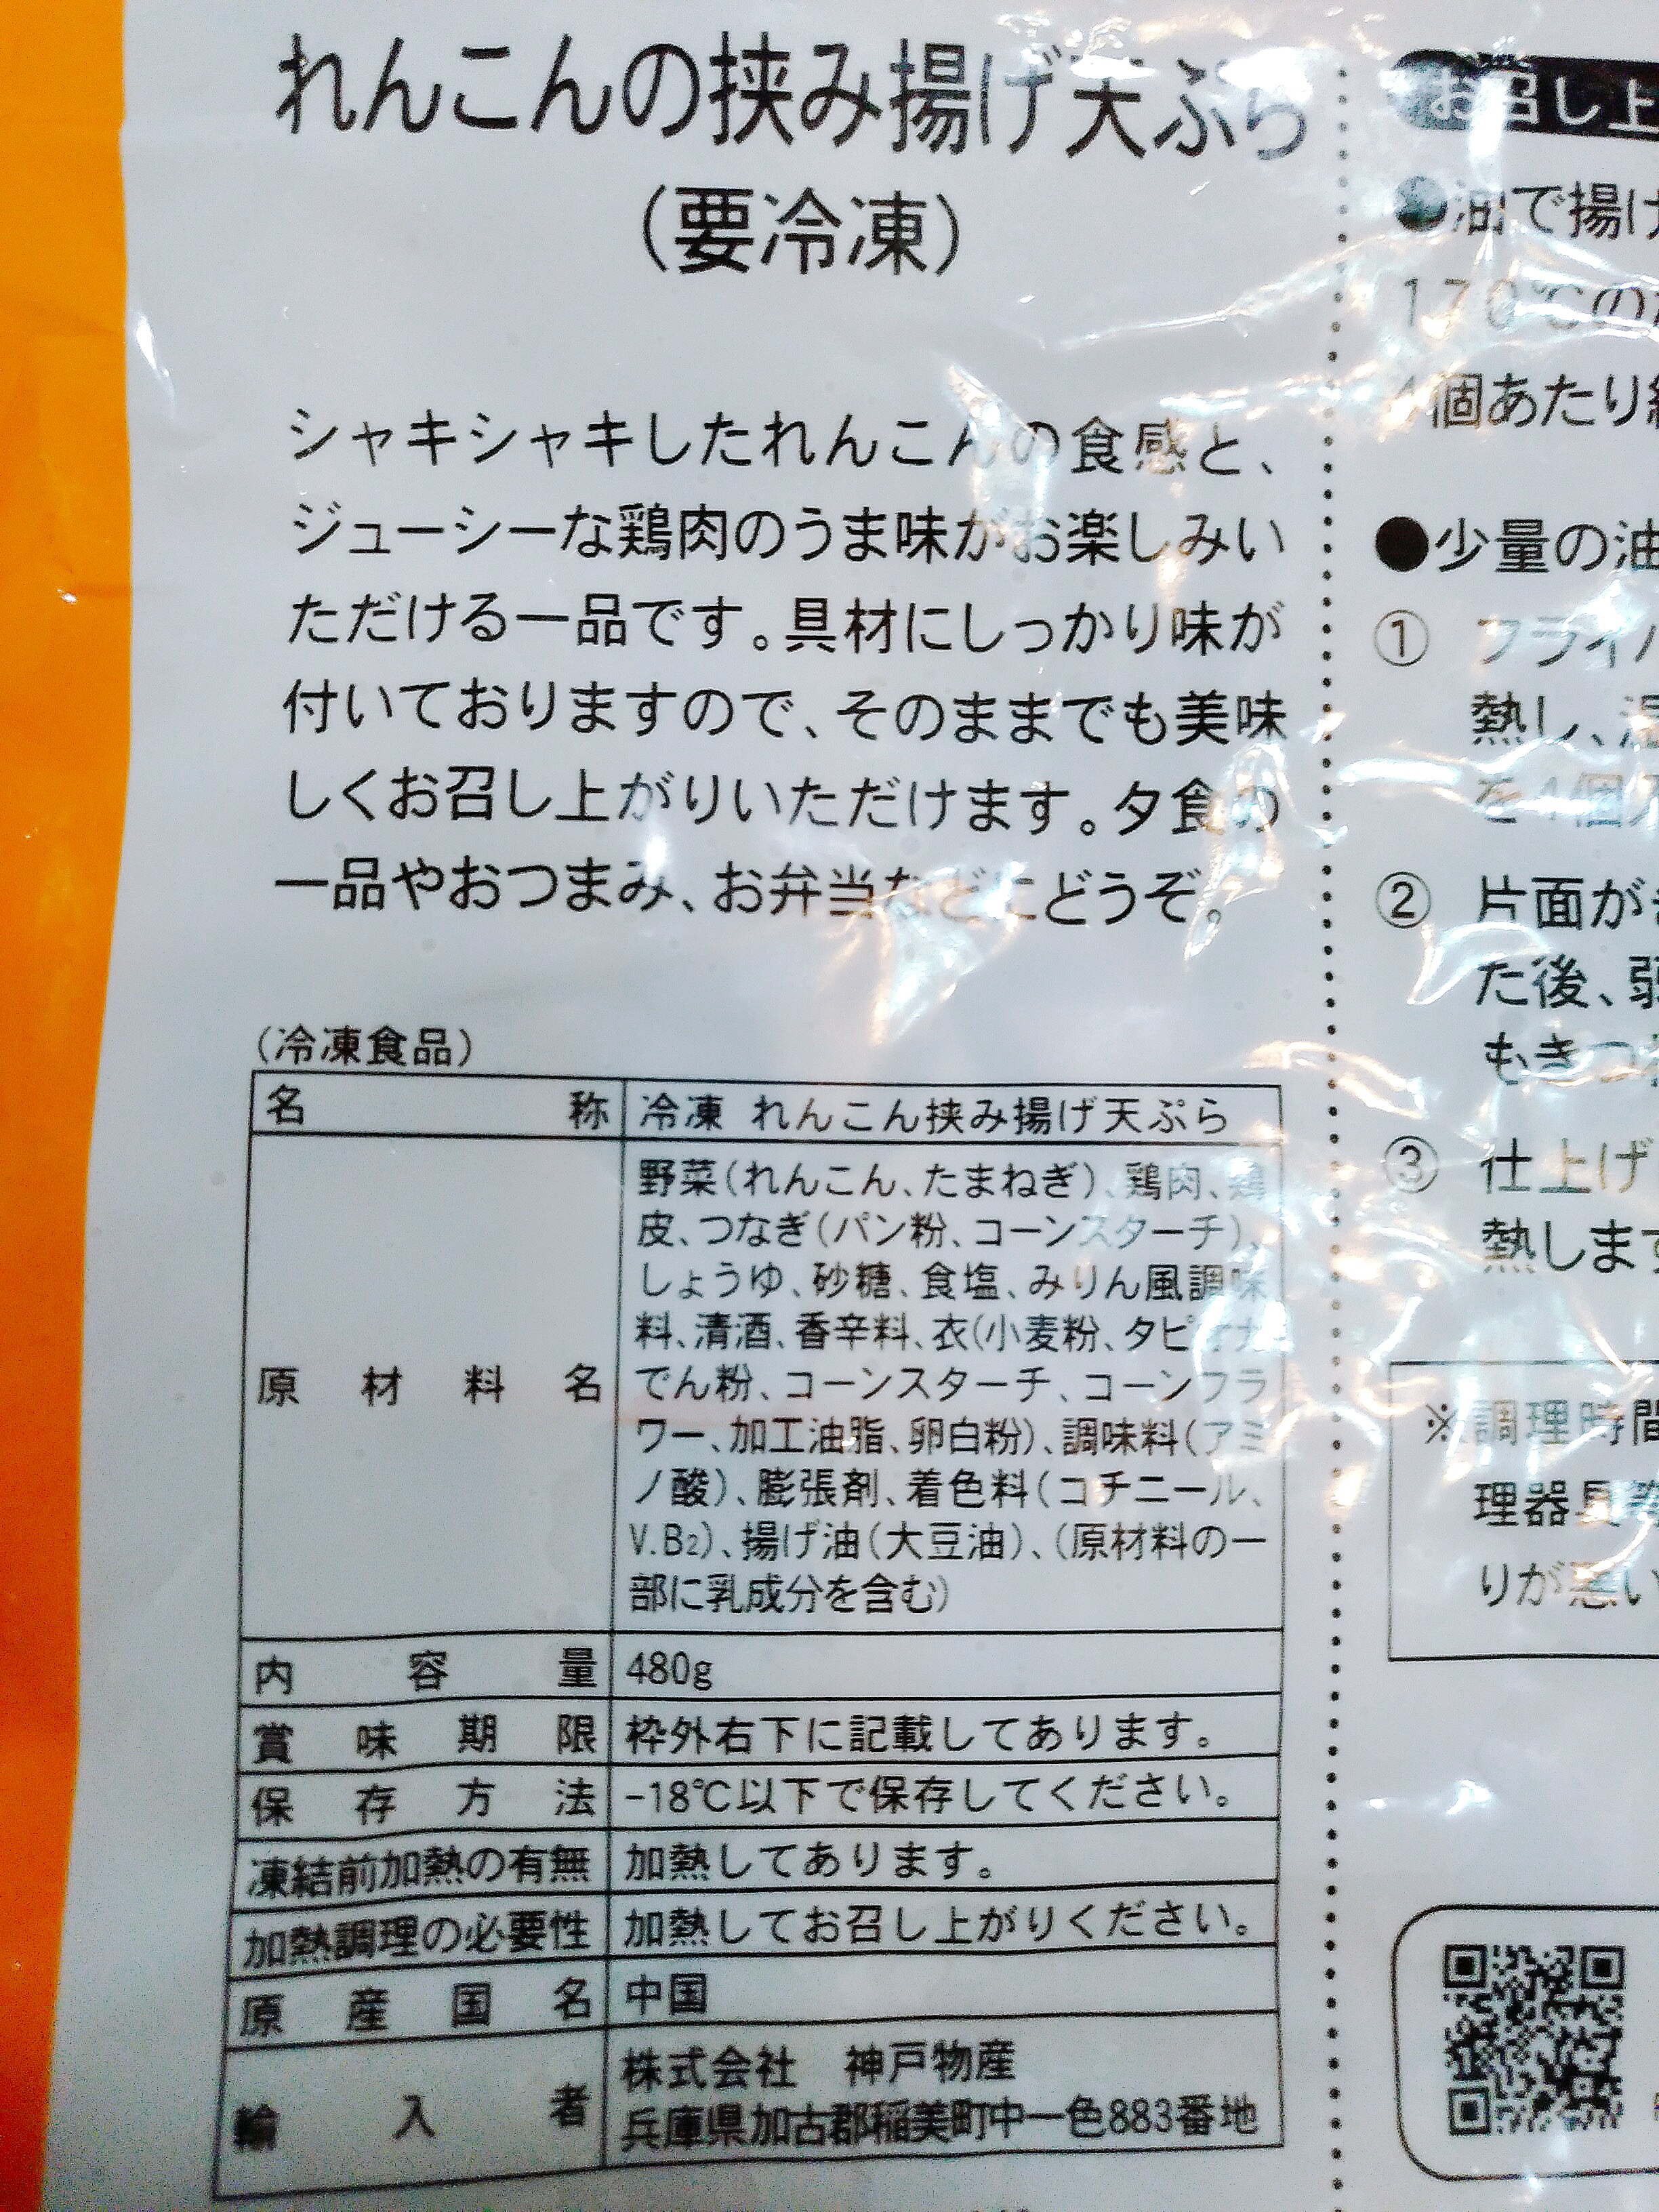 れんこんの挟み揚げ天ぷら
(要冷凍)
シャキシャキしたれんこんの食感と、
ジューシーな鶏肉のうま味がお楽しみい
ただける一品です。具材にしっかり味が
付いておりますので、そのままでも美味
しくお召し上がりいただけます。夕食の
一品やおつまみ、お弁当などにどうぞ。
(冷凍食品)
名称 冷凍 れんこん挟み揚げ天ぷら
原材料名 野菜(れんこん、たまねぎ)、鶏肉、鶏
皮、つなぎ(パン粉、コーンスターチ)、
しょうゆ、砂糖、食塩、みりん風調味
料、清酒、香辛料、衣(小麦粉、タピオカ
でん粉、コーンスターチ、コーンフラ
ワー、加工油脂、卵白粉)、調味料(アミ
ノ酸)、膨張剤、着色料(コチニール、
V.B₂)、揚げ油(大豆油)、(原材料の一
部に乳成分を含む)
内容量 480g
賞味期限 枠外右下に記載してあります。
保存方法 -18℃以下で保存してください。
凍結前加熱の有無 加熱してあります。
加熱調理の必要性 加熱してお召し上がりください。
原産国名 中国
輸入者 株式会社 神戸物産
兵庫県加古郡稲美町中一色883番地
お召し上
●油で揚げ
170℃の
個あたり
●少量の油
① フライ
熱し、
を4個
② 片面が
た後、弱
③ 仕上げ
熱します
※調理時間
理器具